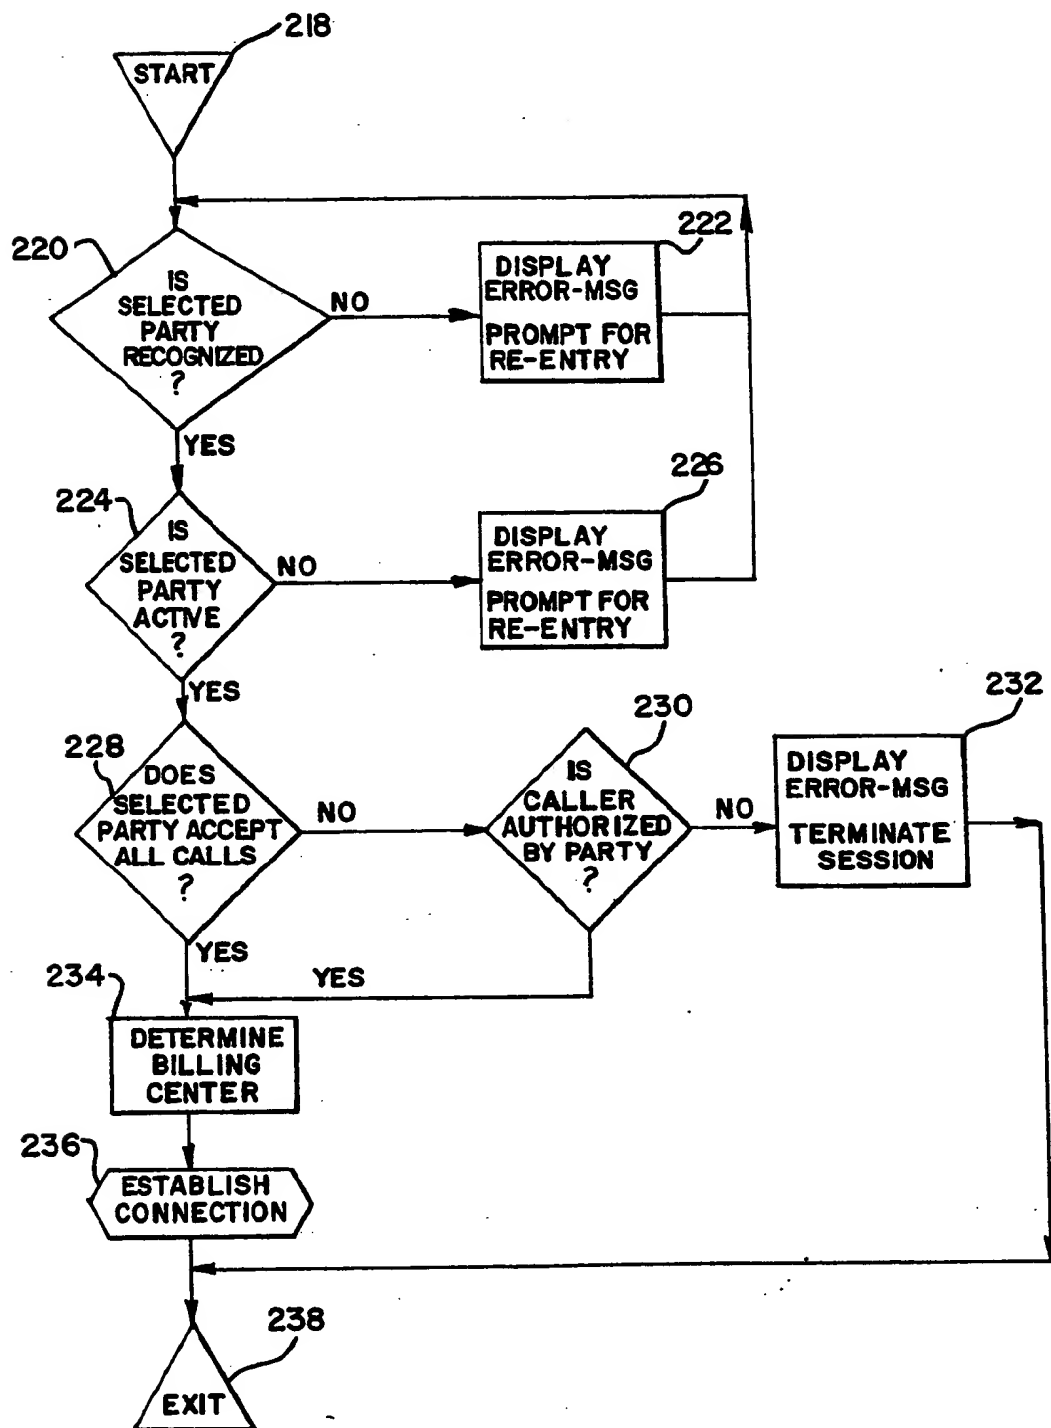 218
START
220
IS
SELECTED
PARTY
RECOGNIZED
?
NO
222
DISPLAY
ERROR-MSG
PROMPT FOR
RE-ENTRY
YES
224
IS
SELECTED
PARTY
ACTIVE
?
NO
226
DISPLAY
ERROR-MSG
PROMPT FOR
RE-ENTRY
YES
228
DOES
SELECTED
PARTY ACCEPT
ALL CALLS
?
NO
230
IS
CALLER
AUTHORIZED
BY PARTY
?
NO
232
DISPLAY
ERROR-MSG
TERMINATE
SESSION
YES
YES
234
DETERMINE
BILLING
CENTER
236
ESTABLISH
CONNECTION
238
EXIT